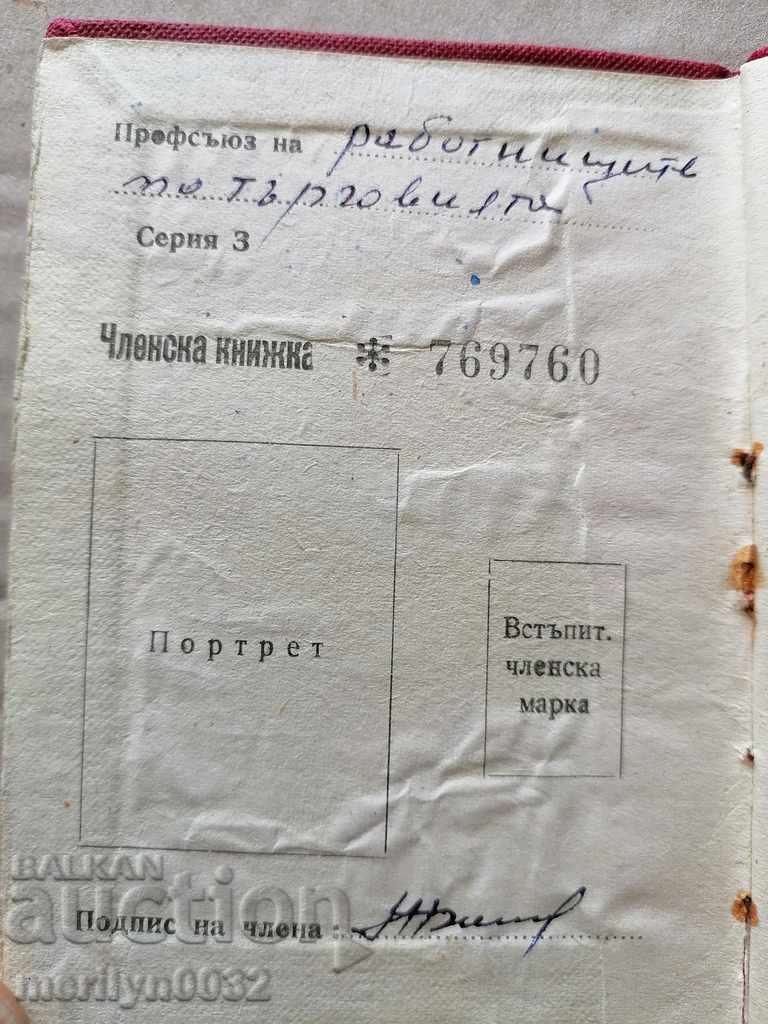 Профсъюз на работниците
по търговията
Серия З
Членска книжка * 769760
Портрет
Встъпит.
членска
марка
Подпис на члена:
BALKAN
auction
merilyn0032